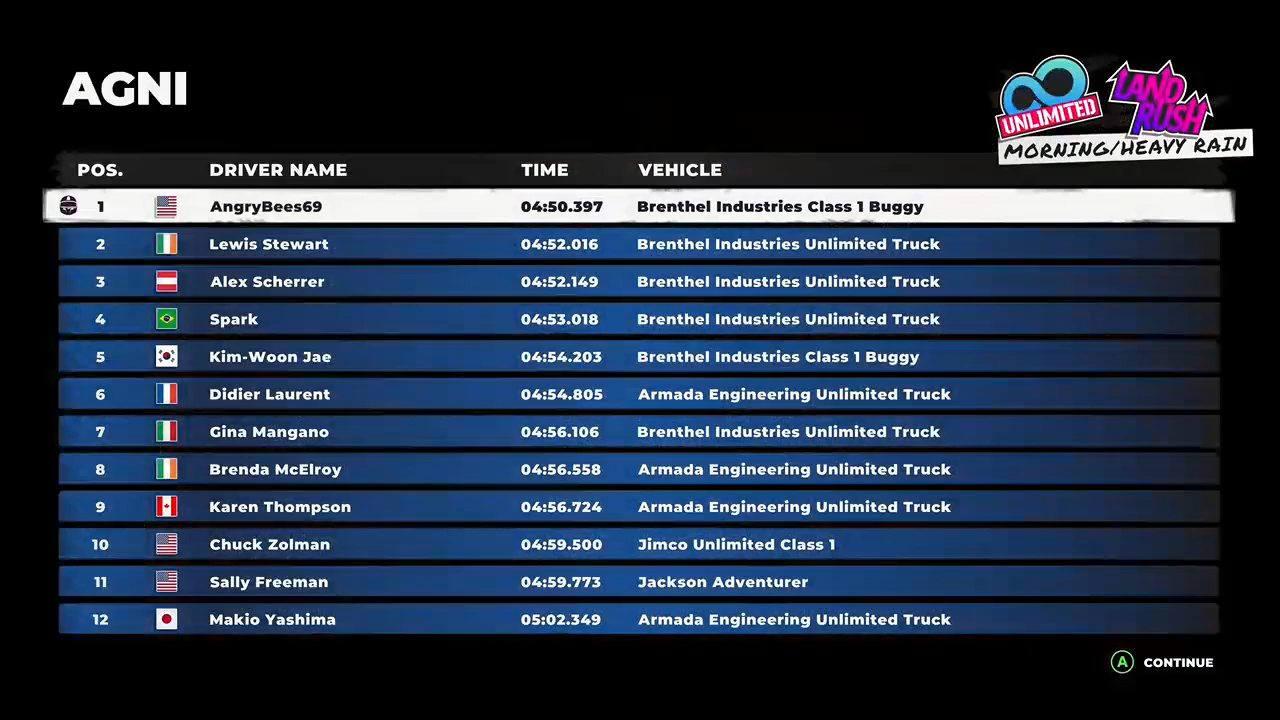 AGNI
UNLIMITED
LAND RUSH
MORNING/HEAVY RAIN
POS. DRIVER NAME TIME VEHICLE
1 AngryBees69 04:50.397 Brenthel Industries Class 1 Buggy
2 Lewis Stewart 04:52.016 Brenthel Industries Unlimited Truck
3 Alex Scherrer 04:52.149 Brenthel Industries Unlimited Truck
4 Spark 04:53.018 Brenthel Industries Unlimited Truck
5 Kim-Woon Jae 04:54.203 Brenthel Industries Class 1 Buggy
6 Didier Laurent 04:54.805 Armada Engineering Unlimited Truck
7 Gina Mangano 04:56.106 Brenthel Industries Unlimited Truck
8 Brenda McElroy 04:56.558 Armada Engineering Unlimited Truck
9 Karen Thompson 04:56.724 Armada Engineering Unlimited Truck
10 Chuck Zolman 04:59.500 Jimco Unlimited Class 1
11 Sally Freeman 04:59.773 Jackson Adventurer
12 Makio Yashima 05:02.349 Armada Engineering Unlimited Truck
A CONTINUE